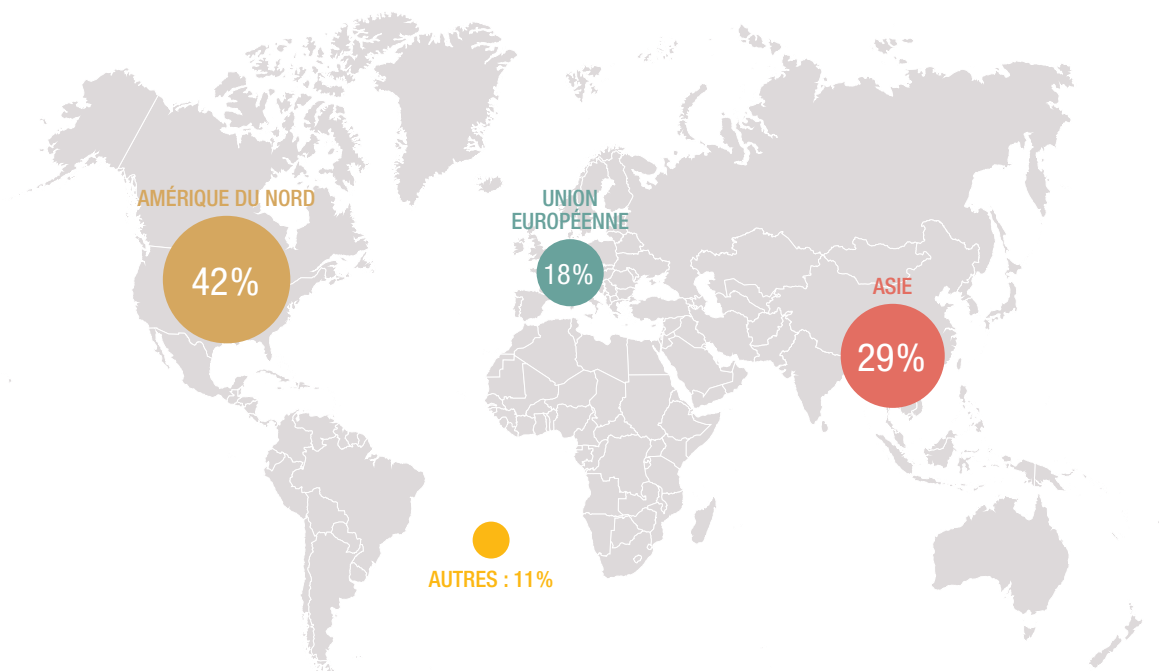 AMÉRIQUE DU NORD
42%
UNION
EUROPÉENNE
18%
ASIE
29%
AUTRES : 11%